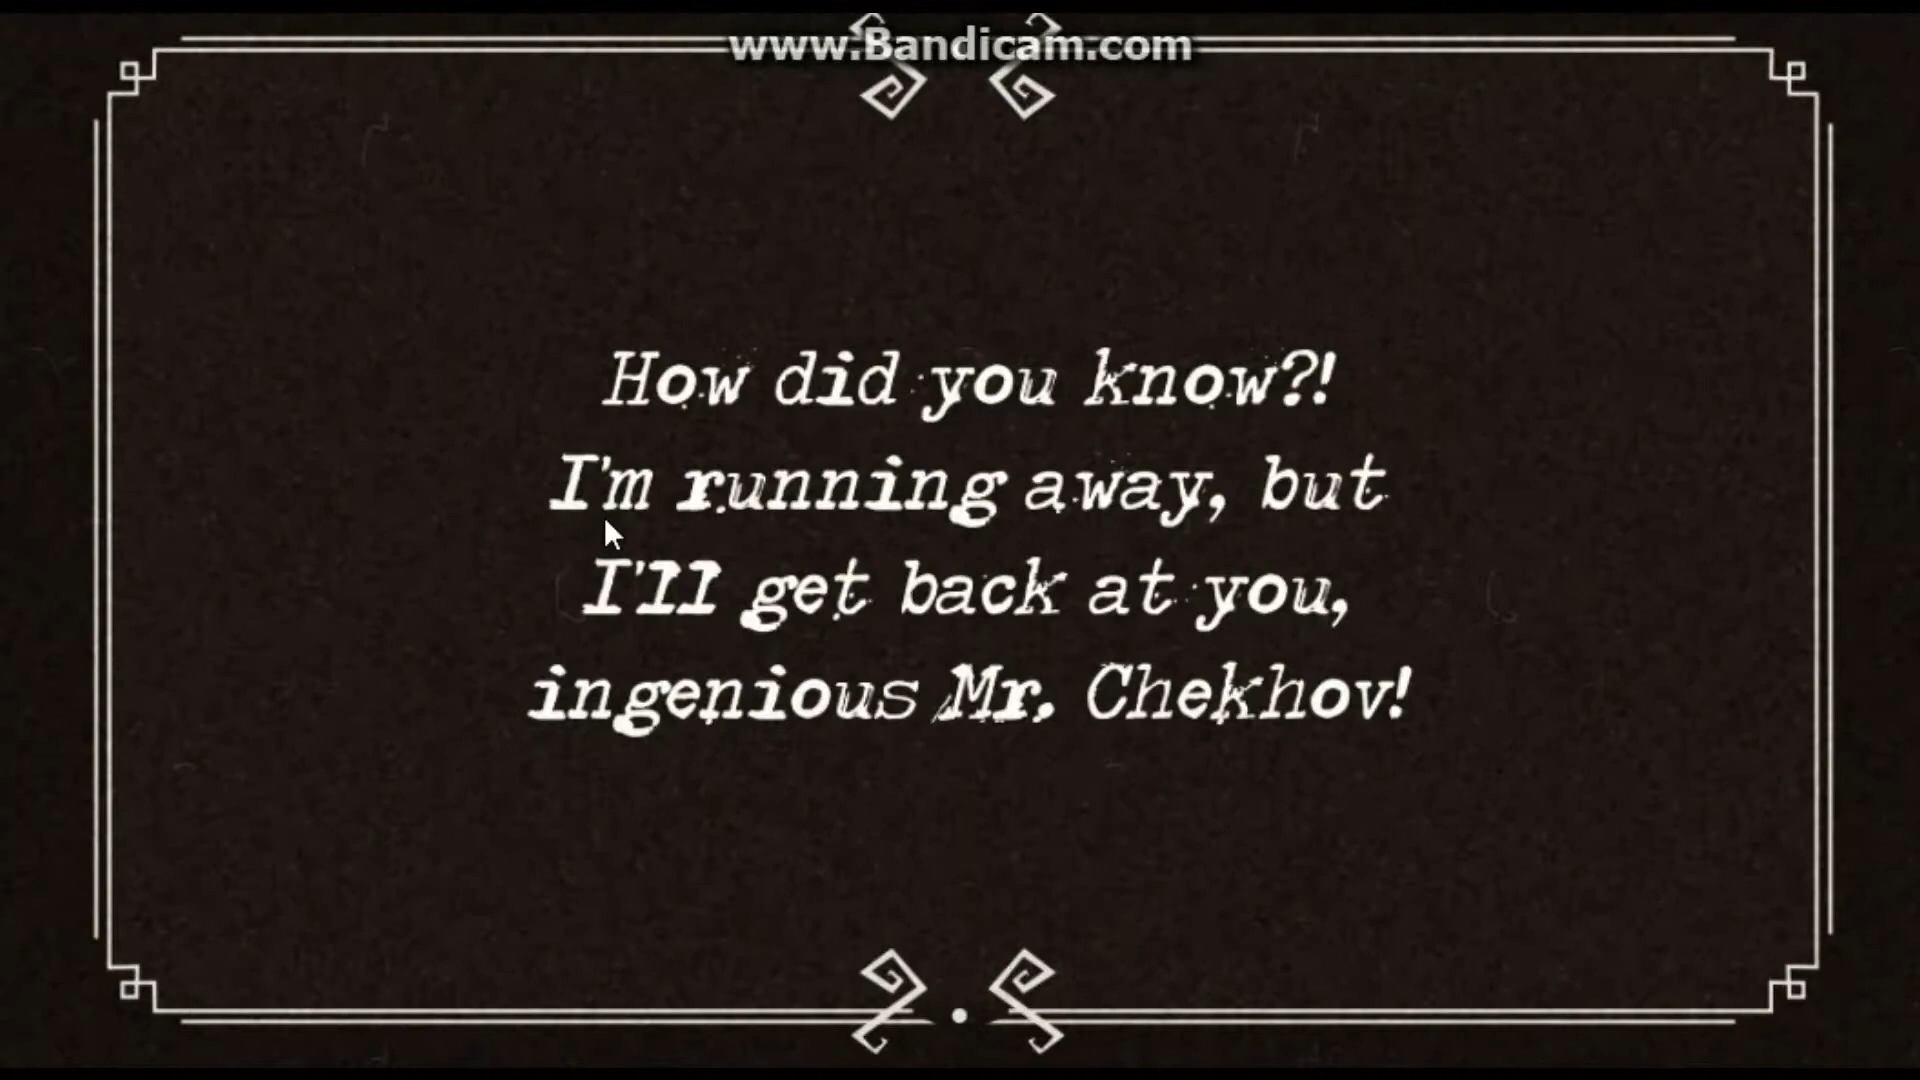 www.Bandicam.com
How did you know?!
I'm running away, but
I'll get back at you,
ingenious Mr. Chekhov!